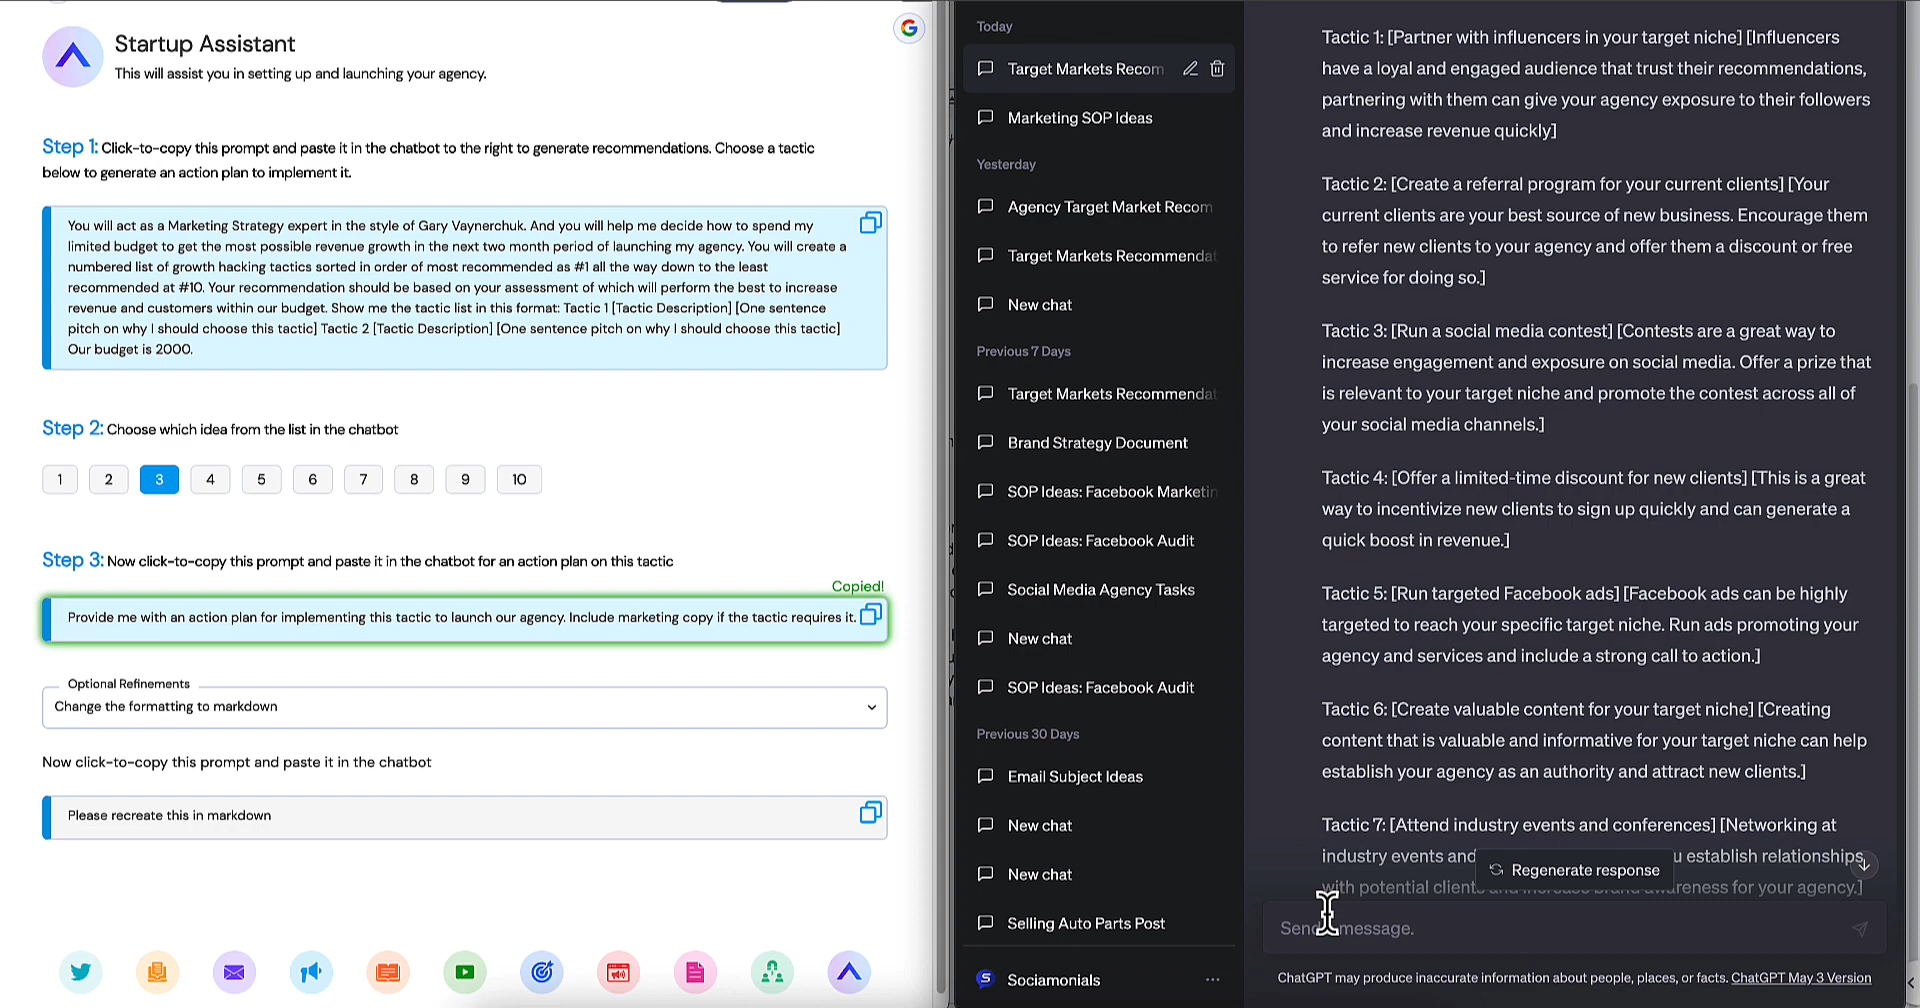 Startup Assistant
This will assist you in setting up and launching your agency.
Step 1: Click-to-copy this prompt and paste it in the chatbot to the right to generate recommendations. Choose a tactic
below to generate an action plan to implement it.
You will act as a Marketing Strategy expert in the style of Gary Vaynerchuk. And you will help me decide how to spend my
limited budget to get the most possible revenue growth in the next two month period of launching my agency. You will create a
numbered list of growth hacking tactics sorted in order of most recommended as #1 all the way down to the least
recommended at #10. Your recommendation should be based on your assessment of which will perform the best to increase
revenue and customers within our budget. Show me the tactic list in this format: Tactic 1 [Tactic Description] [One sentence
pitch on why I should choose this tactic] Tactic 2 [Tactic Description] [One sentence pitch on why I should choose this tactic]
Our budget is 2000.
Step 2: Choose which idea from the list in the chatbot
1 2 3 4 5 6 7 8 9 10
Step 3: Now click-to-copy this prompt and paste it in the chatbot for an action plan on this tactic
Copied!
Provide me with an action plan for implementing this tactic to launch our agency. Include marketing copy if the tactic requires it.
Optional Refinements
Change the formatting to markdown
Now click-to-copy this prompt and paste it in the chatbot
Please recreate this in markdown
Today
Target Markets Recom
Marketing SOP Ideas
Yesterday
Agency Target Market Recom
Target Markets Recommendat
New chat
Previous 7 Days
Target Markets Recommendat
Brand Strategy Document
SOP Ideas: Facebook Marketin
SOP Ideas: Facebook Audit
Social Media Agency Tasks
New chat
SOP Ideas: Facebook Audit
Previous 30 Days
Email Subject Ideas
New chat
New chat
Selling Auto Parts Post
Sociamonials
Tactic 1: [Partner with influencers in your target niche] [Influencers
have a loyal and engaged audience that trust their recommendations,
partnering with them can give your agency exposure to their followers
and increase revenue quickly]
Tactic 2: [Create a referral program for your current clients] [Your
current clients are your best source of new business. Encourage them
to refer new clients to your agency and offer them a discount or free
service for doing so.]
Tactic 3: [Run a social media contest] [Contests are a great way to
increase engagement and exposure on social media. Offer a prize that
is relevant to your target niche and promote the contest across all of
your social media channels.]
Tactic 4: [Offer a limited-time discount for new clients] [This is a great
way to incentivize new clients to sign up quickly and can generate a
quick boost in revenue.]
Tactic 5: [Run targeted Facebook ads] [Facebook ads can be highly
targeted to reach your specific target niche. Run ads promoting your
agency and services and include a strong call to action.]
Tactic 6: [Create valuable content for your target niche] [Creating
content that is valuable and informative for your target niche can help
establish your agency as an authority and attract new clients.]
Tactic 7: [Attend industry events and conferences] [Networking at
industry events and u establish relationships
with potential clients and increase brand awareness for your agency.]
Regenerate response
Send message.
ChatGPT may produce inaccurate information about people, places, or facts. ChatGPT May 3 Version